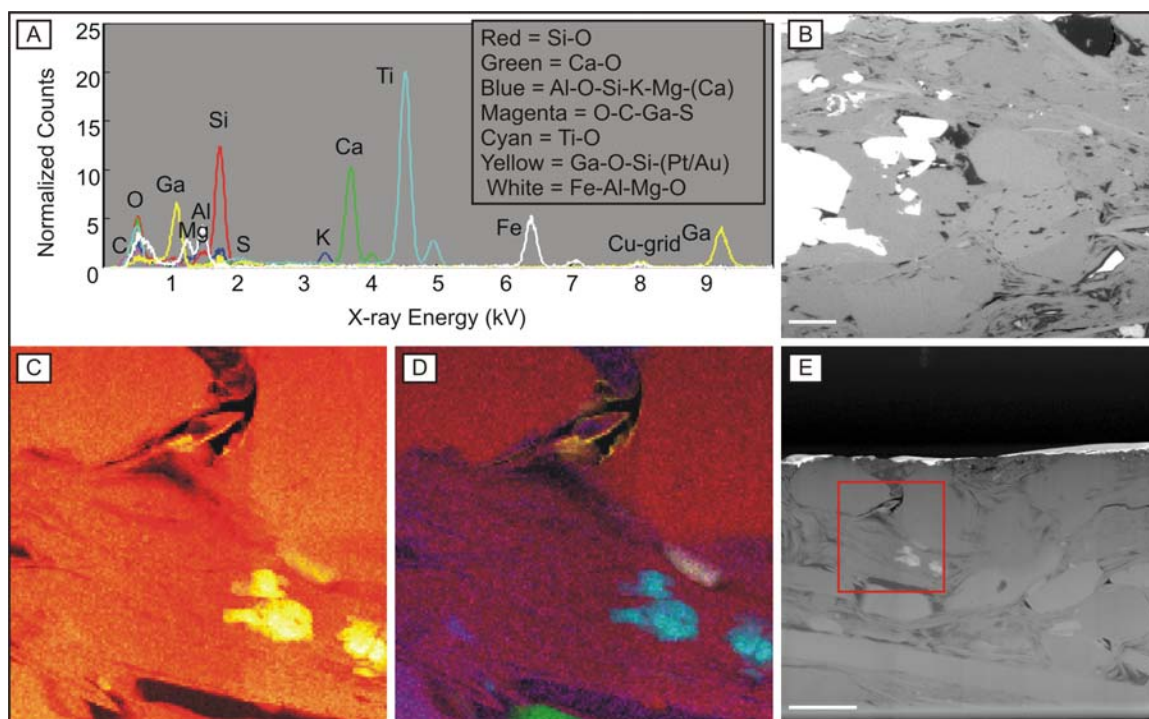 A
25
20
15
10
5
0
Normalized Counts
C
O
Ga
Mg
Al
Si
S
K
Ca
Ti
Fe
Cu-grid
Ga
1 2 3 4 5 6 7 8 9
X-ray Energy (kV)
Red = Si-O
Green = Ca-O
Blue = Al-O-Si-K-Mg-(Ca)
Magenta = O-C-Ga-S
Cyan = Ti-O
Yellow = Ga-O-Si-(Pt/Au)
White = Fe-Al-Mg-O
B
C
D
E